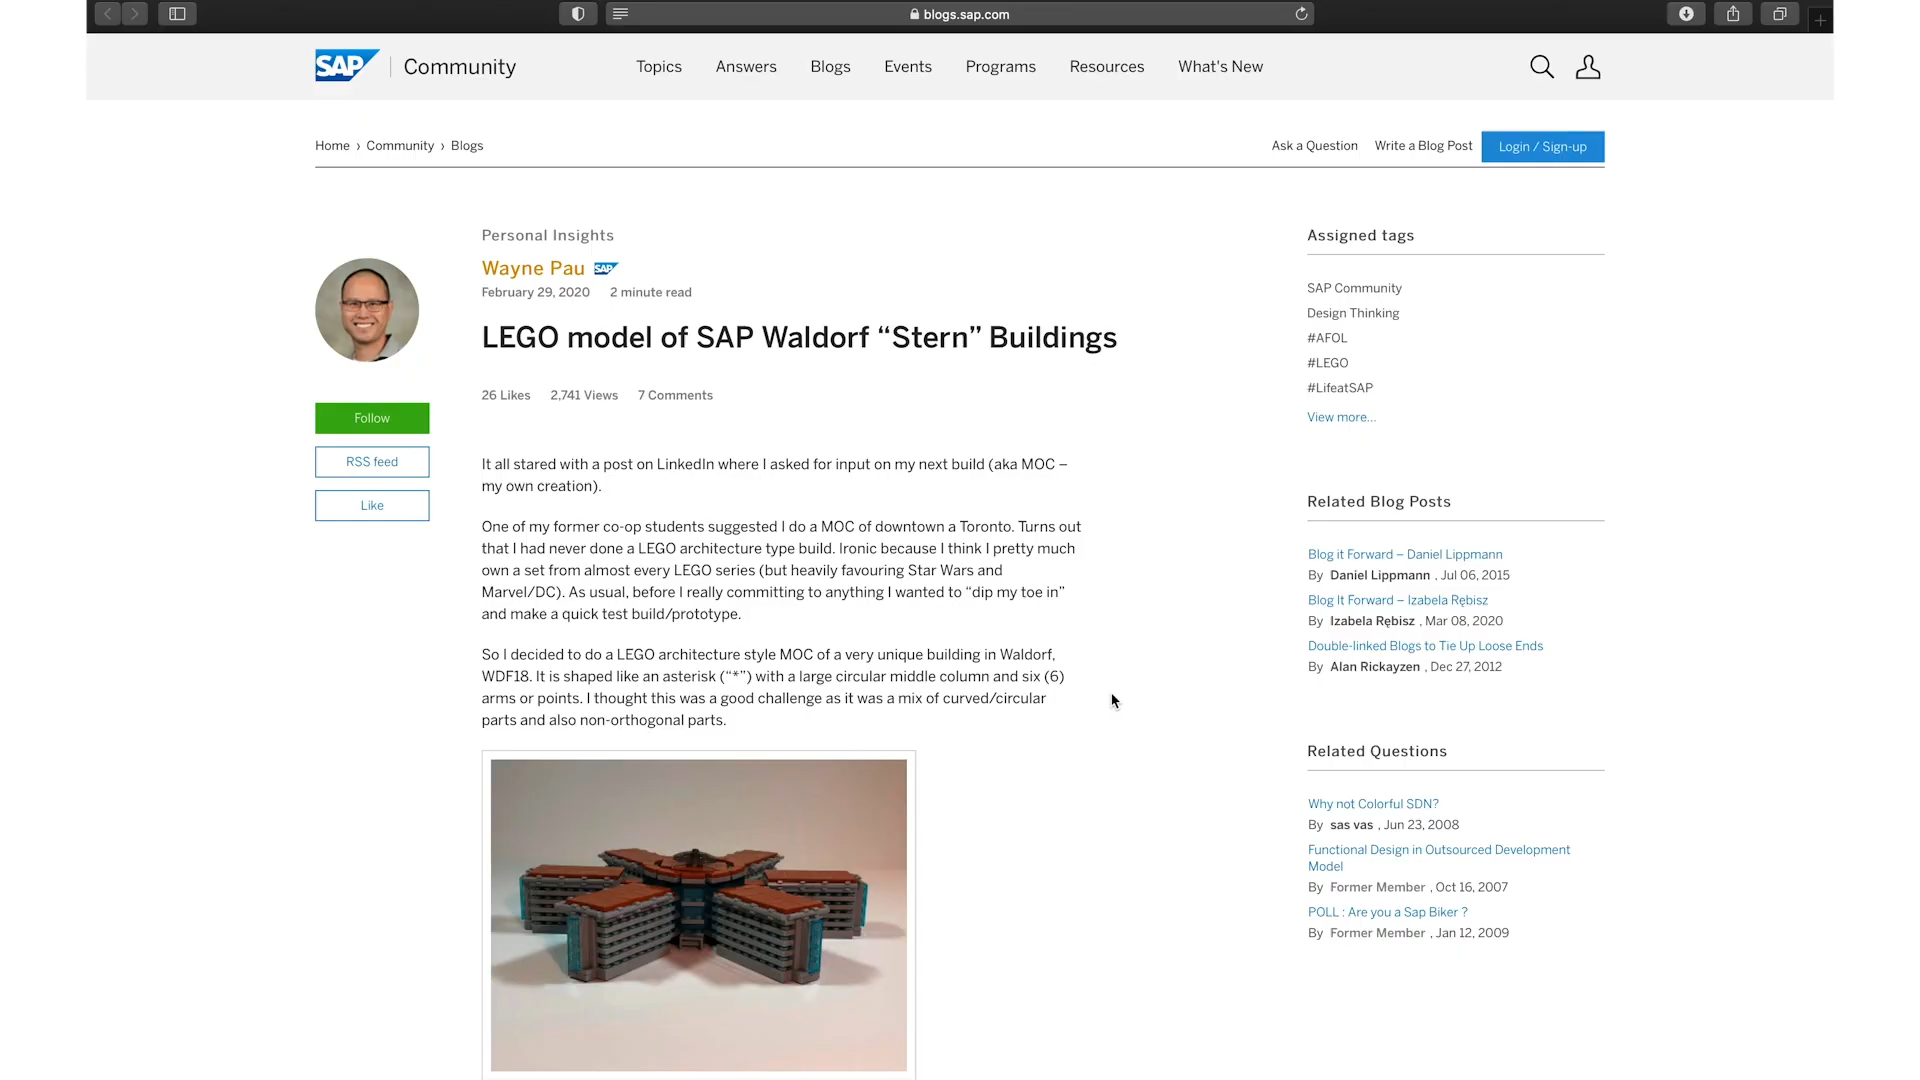 blogs.sap.com
SAP Community
Topics Answers Blogs Events Programs Resources What's New
Home › Community › Blogs
Ask a Question Write a Blog Post Login / Sign-up
Personal Insights
Wayne Pau SAP
February 29, 2020 2 minute read
LEGO model of SAP Waldorf “Stern” Buildings
26 Likes 2,741 Views 7 Comments
Follow
RSS feed
Like
It all stared with a post on LinkedIn where I asked for input on my next build (aka MOC –
my own creation).
One of my former co-op students suggested I do a MOC of downtown a Toronto. Turns out
that I had never done a LEGO architecture type build. Ironic because I think I pretty much
own a set from almost every LEGO series (but heavily favouring Star Wars and
Marvel/DC). As usual, before I really committing to anything I wanted to “dip my toe in”
and make a quick test build/prototype.
So I decided to do a LEGO architecture style MOC of a very unique building in Waldorf,
WDF18. It is shaped like an asterisk (“*”) with a large circular middle column and six (6)
arms or points. I thought this was a good challenge as it was a mix of curved/circular
parts and also non-orthogonal parts.
Assigned tags
SAP Community
Design Thinking
#AFOL
#LEGO
#LifeatSAP
View more...
Related Blog Posts
Blog it Forward – Daniel Lippmann
By Daniel Lippmann , Jul 06, 2015
Blog It Forward – Izabela Rębisz
By Izabela Rębisz , Mar 08, 2020
Double-linked Blogs to Tie Up Loose Ends
By Alan Rickayzen , Dec 27, 2012
Related Questions
Why not Colorful SDN?
By sas vas , Jun 23, 2008
Functional Design in Outsourced Development
Model
By Former Member , Oct 16, 2007
POLL : Are you a Sap Biker ?
By Former Member , Jan 12, 2009